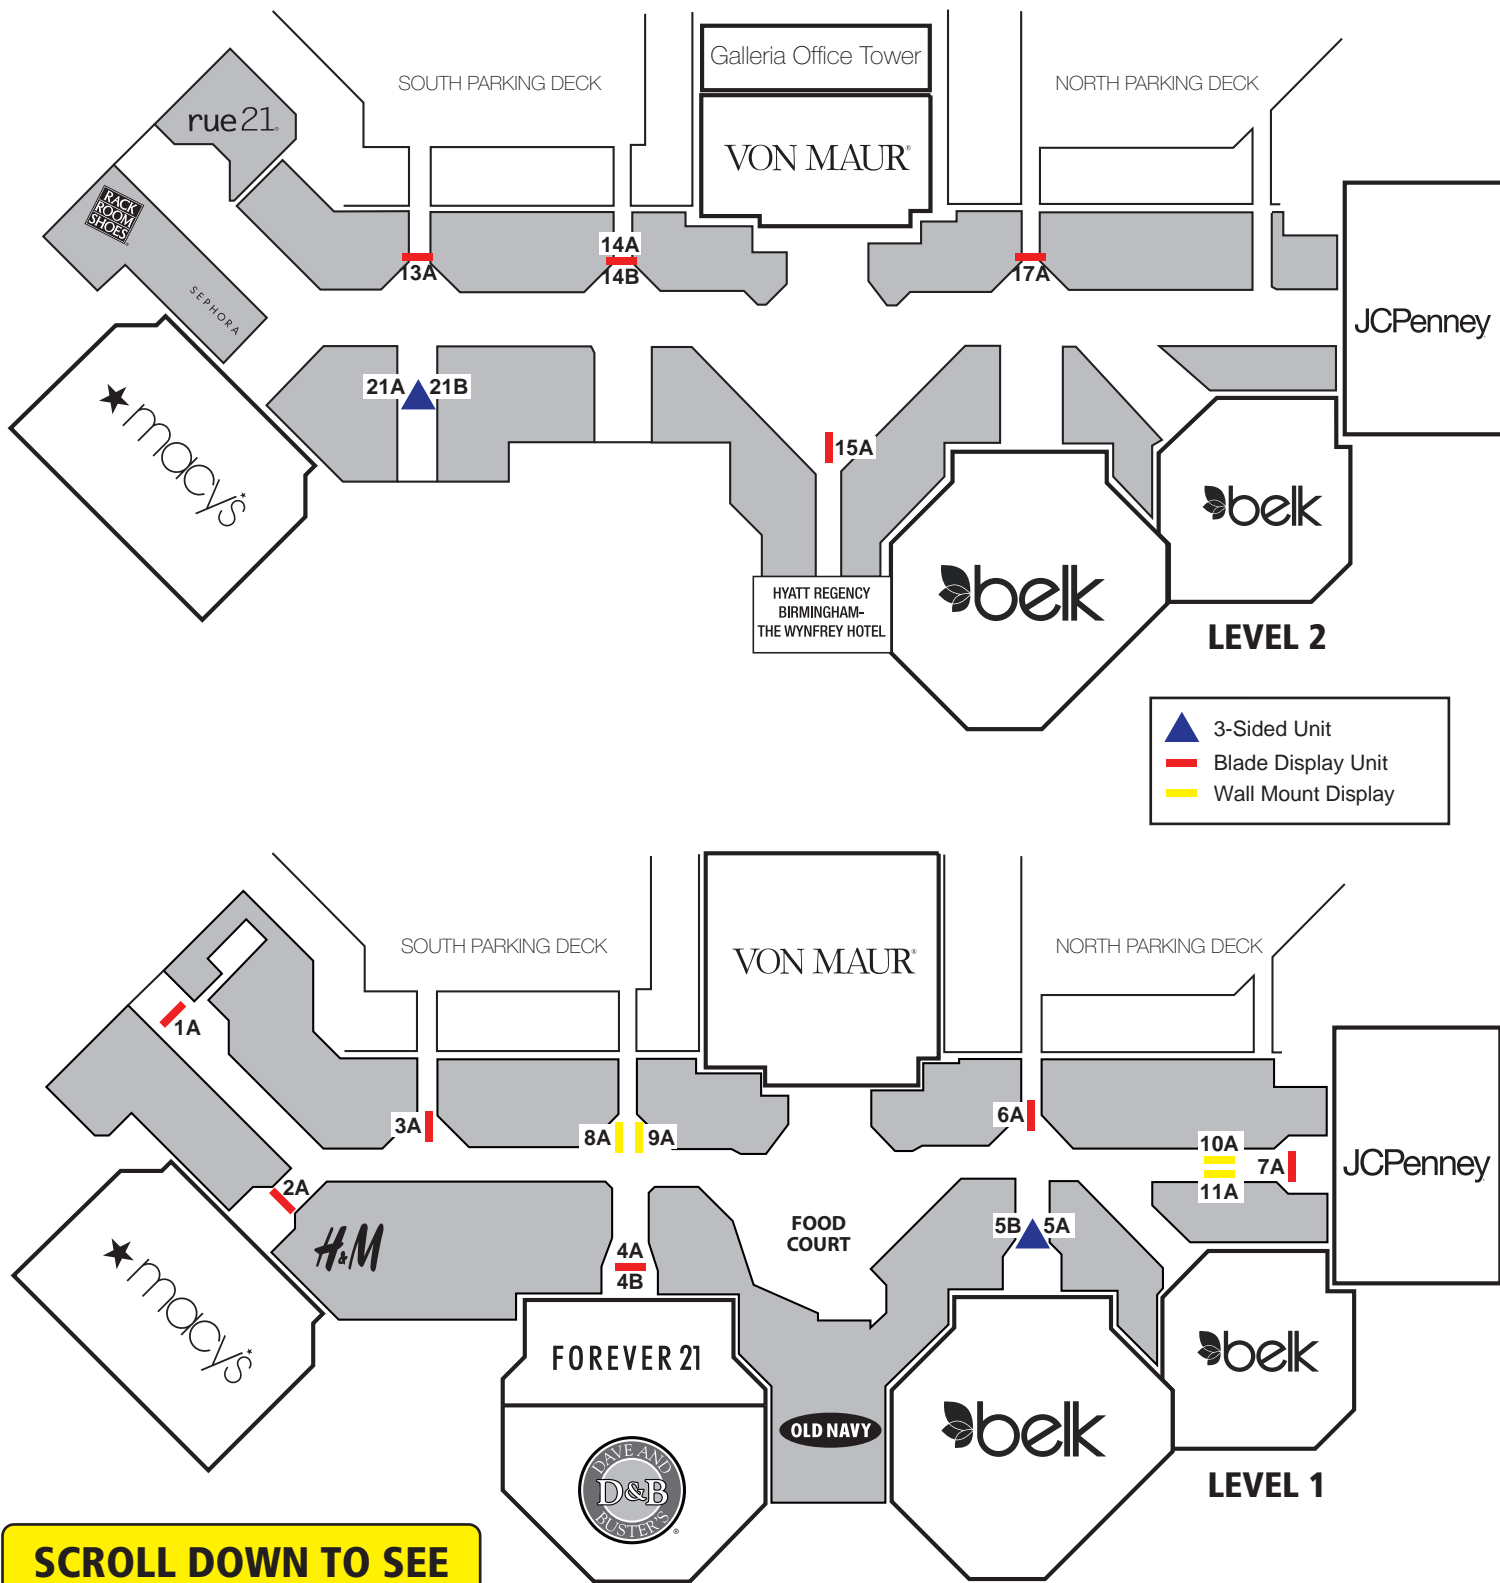 Galleria Office Tower
SOUTH PARKING DECK
NORTH PARKING DECK
rue21®
VON MAUR®
RACK
ROOM
SHOES®
SEPHORA
14A
13A
14B
17A
JCPenney
21A
21B
macy's
15A
belk
belk
HYATT REGENCY
BIRMINGHAM-
THE WYNFREY HOTEL
LEVEL 2
3-Sided Unit
Blade Display Unit
Wall Mount Display
SOUTH PARKING DECK
VON MAUR®
NORTH PARKING DECK
1A
3A
8A
9A
6A
10A
7A
11A
JCPenney
2A
H&M
FOOD
COURT
5B
5A
4A
4B
macy's
FOREVER 21
belk
belk
OLD NAVY
DAVE AND
D&B
BUSTER'S®
LEVEL 1
SCROLL DOWN TO SEE